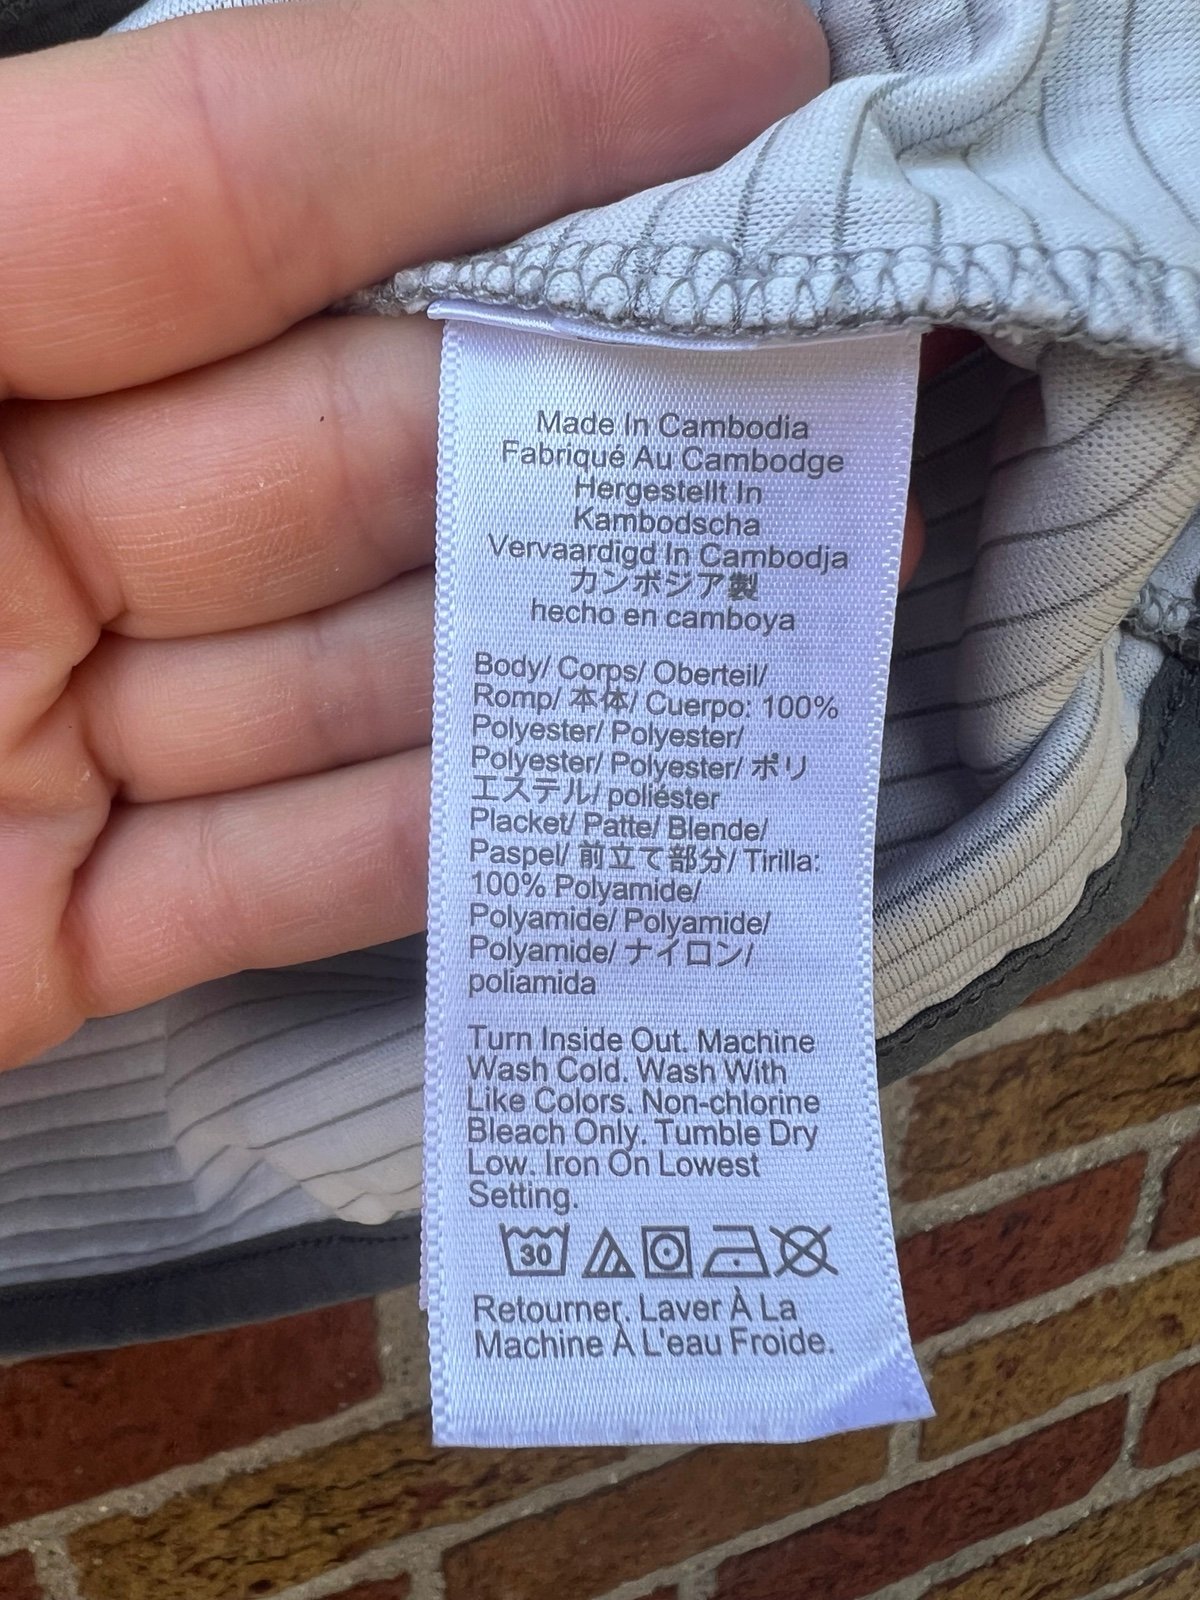 Made In Cambodia
Fabriqué Au Cambodge
Hergestellt In
Kambodscha
Vervaardigd In Cambodja
カンボジア製
hecho en camboya
Body/ Corps/ Oberteil/
Romp/ 本体/ Cuerpo: 100%
Polyester/ Polyester/
Polyester/ Polyester/ ポリ
エステル/ poliéster
Placket/ Patte/ Blende/
Paspel/ 前立て部分/ Tirilla:
100% Polyamide/
Polyamide/ Polyamide/
Polyamide/ ナイロン/
poliamida
Turn Inside Out. Machine
Wash Cold. Wash With
Like Colors. Non-chlorine
Bleach Only. Tumble Dry
Low. Iron On Lowest
Setting.
30
Retourner. Laver À La
Machine À L'eau Froide.